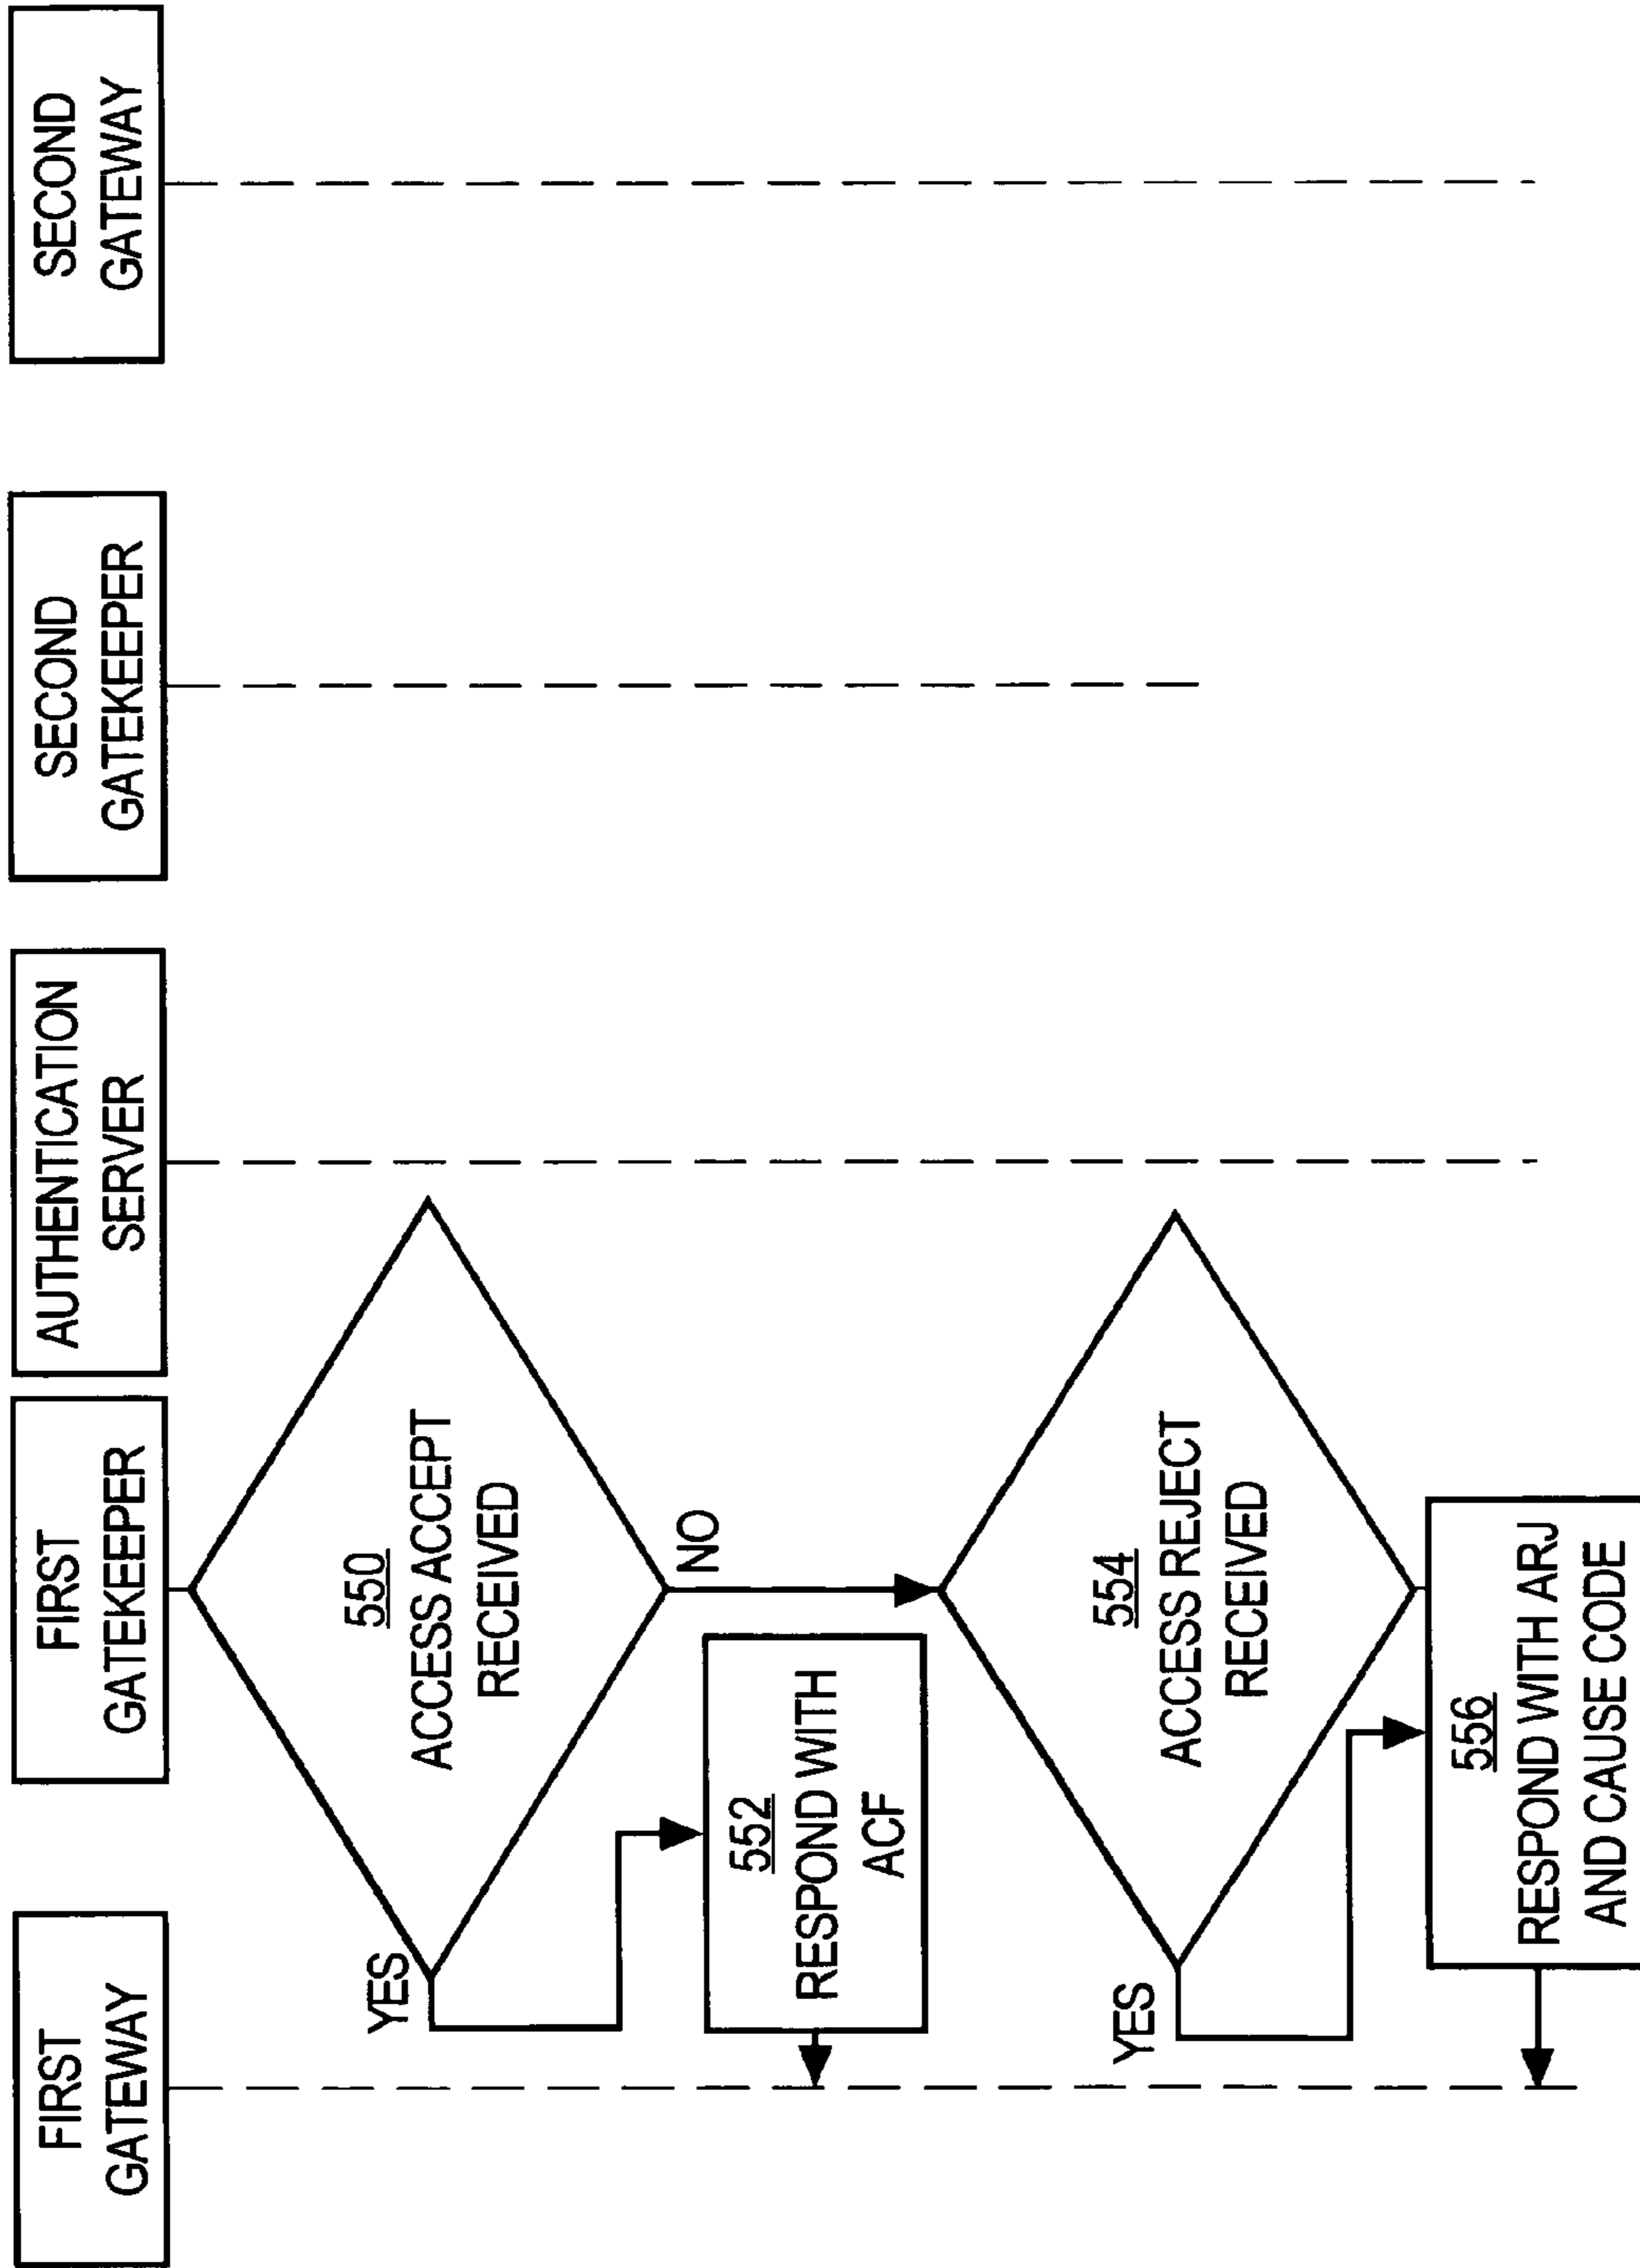 FIRST
GATEWAY
FIRST
GATEKEEPER
AUTHENTICATION
SERVER
SECOND
GATEKEEPER
SECOND
GATEWAY
550
ACCESS ACCEPT
RECEIVED
YES
NO
552
RESPOND WITH
ACF
554
ACCESS REJECT
RECEIVED
YES
556
RESPOND WITH ARJ
AND CAUSE CODE